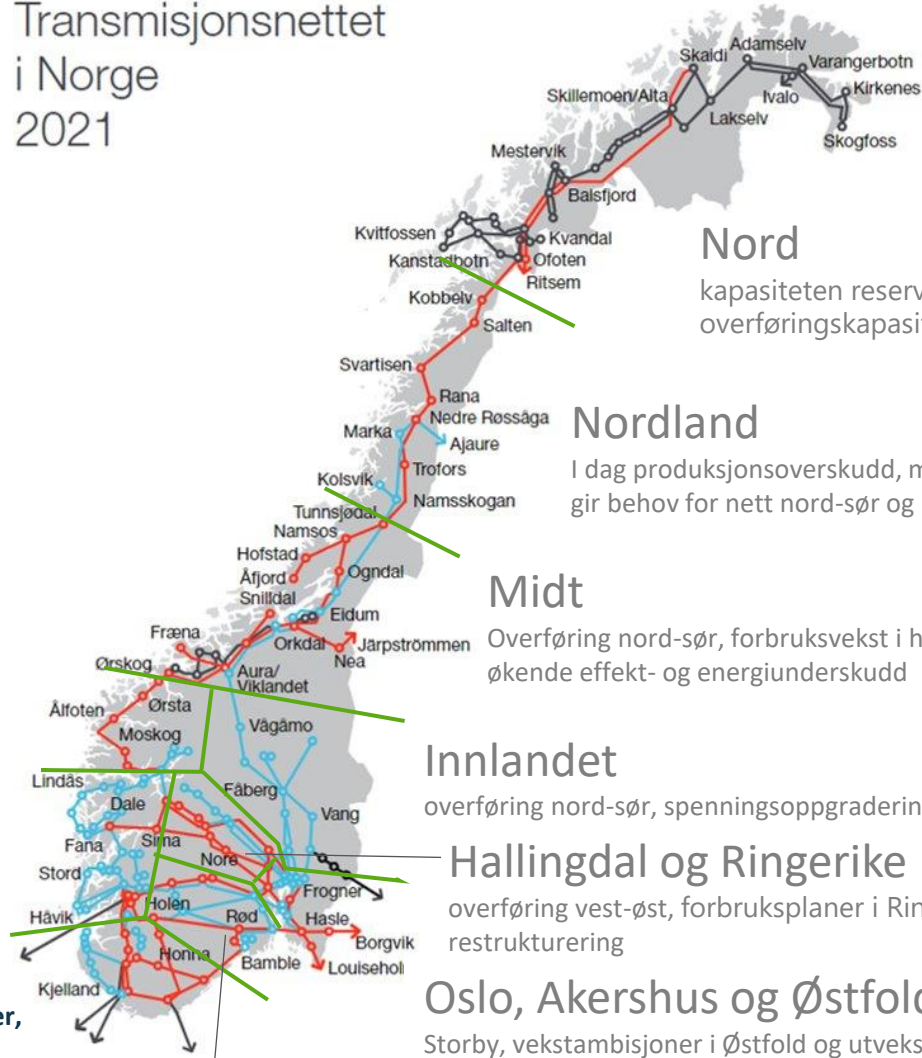 Transmisjonsnettet
i Norge
2021
Skaidi
Adamselv
Varangerbotn
Kirkenes
Ivalo
Skillemoen/Alta
Lakselv
Skogfoss
Mestervik
Balsfjord
Kvitfossen
Kvandal
Kanstadbotn
Ofoten
Ritsem
Nord
kapasiteten reserv
overføringskapasit
Kobbelv
Salten
Svartisen
Rana
Nedre Røssåga
Marka
Ajaure
Trofors
Kolsvik
Namsskogan
Nordland
I dag produksjonsoverskudd, m
gir behov for nett nord-sør og
Tunnsjødal
Namsos
Hofstad
Åfjord
Ogndal
Snilldal
Eidum
Midt
Overføring nord-sør, forbruksvekst i h
økende effekt- og energiunderskudd
Fræna
Orkdal
Järpströmmen
Nea
Ørskog
Aura/
Viklandet
Ørsta
Ålfoten
Vågåmo
Moskog
Innlandet
overføring nord-sør, spenningsoppgraderin
Lindås
Dale
Fåberg
Vang
Fana
Sima
Nore
Hallingdal og Ringerike
overføring vest-øst, forbruksplaner i Rin
restrukturering
Stord
Frogner
Håvik
Holen
Rød
Hasle
Borgvik
Honna
Bamble
Louisehol
Kjelland
Oslo, Akershus og Østfold
Storby, vekstambisjoner i Østfold og utveks
er,